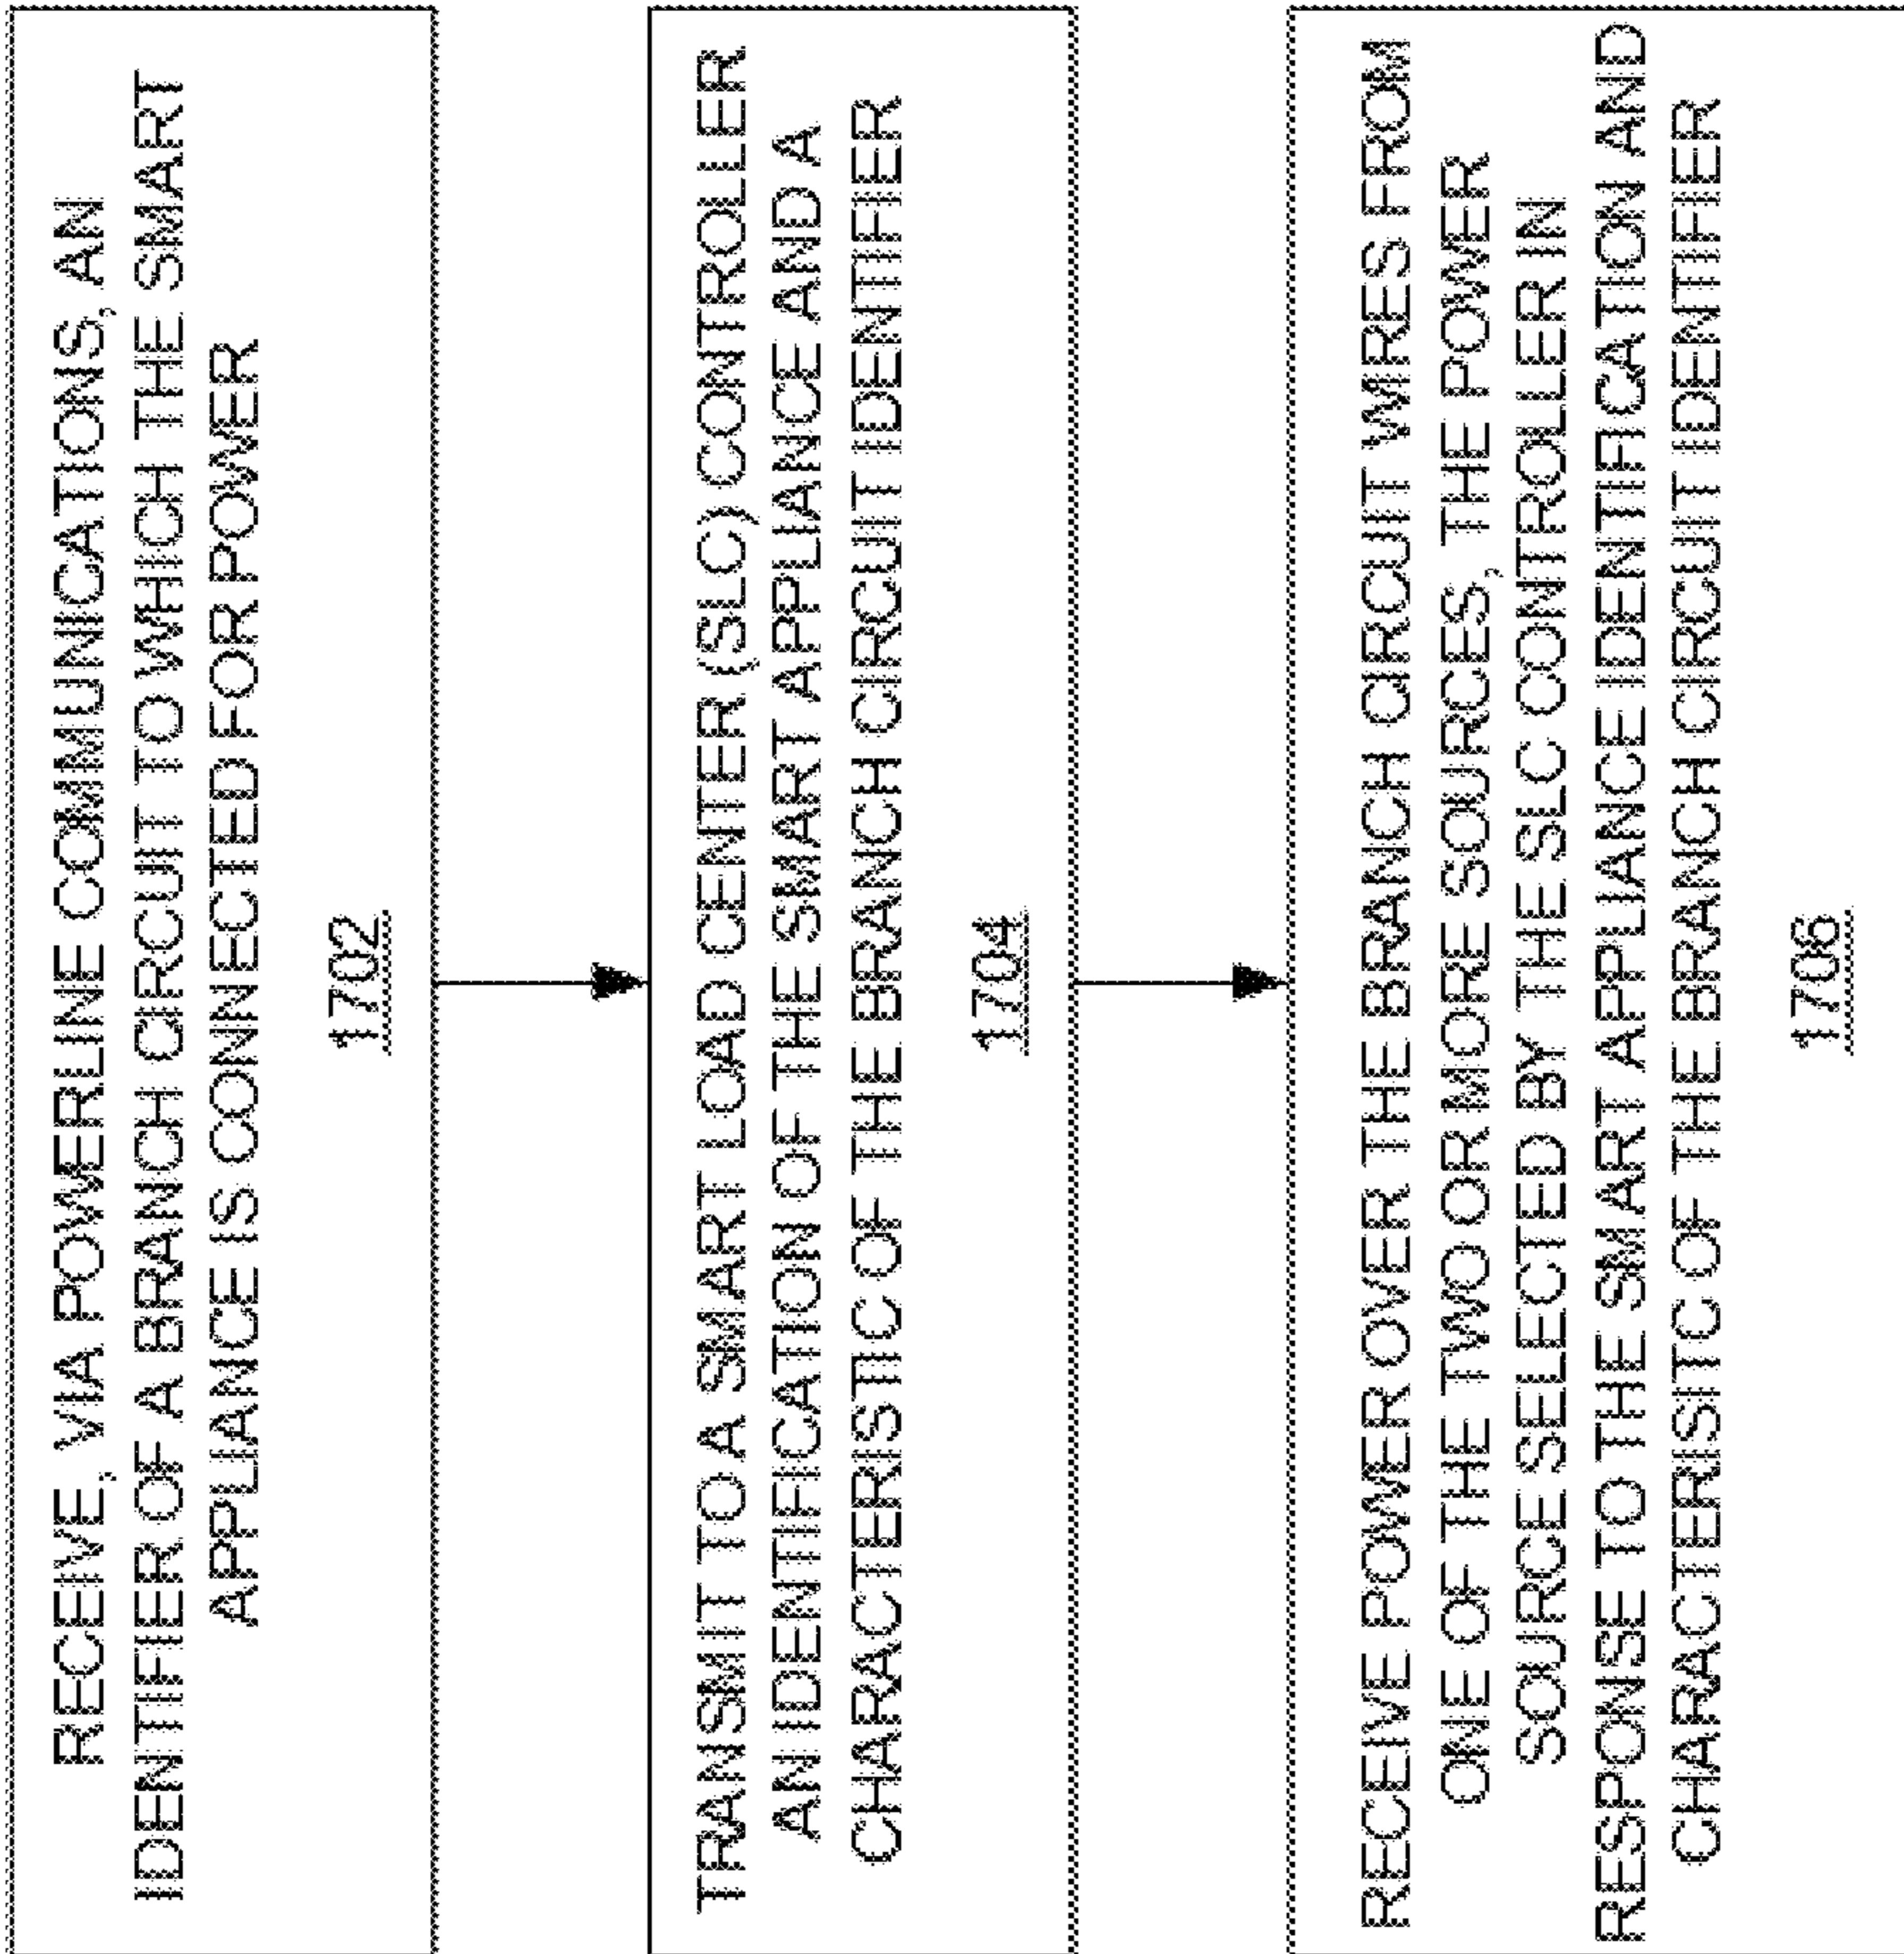 RECEIVE, VIA POWERLINE COMMUNICATIONS, AN
IDENTIFIER OF A BRANCH CIRCUIT TO WHICH THE SMART
APPLIANCE IS CONNECTED FOR POWER
1702
TRANSMIT TO A SMART LOAD CENTER (SLC) CONTROLLER
AN IDENTIFICATION OF THE SMART APPLIANCE AND A
CHARACTERISTIC OF THE BRANCH CIRCUIT IDENTIFIER
1704
RECEIVE POWER OVER THE BRANCH CIRCUIT WIRES FROM
ONE OF THE TWO OR MORE SOURCES, THE POWER
SOURCE SELECTED BY THE SLC CONTROLLER IN
RESPONSE TO THE SMART APPLIANCE IDENTIFICATION AND
CHARACTERISITIC OF THE BRANCH CIRCUIT IDENTIFIER
1706